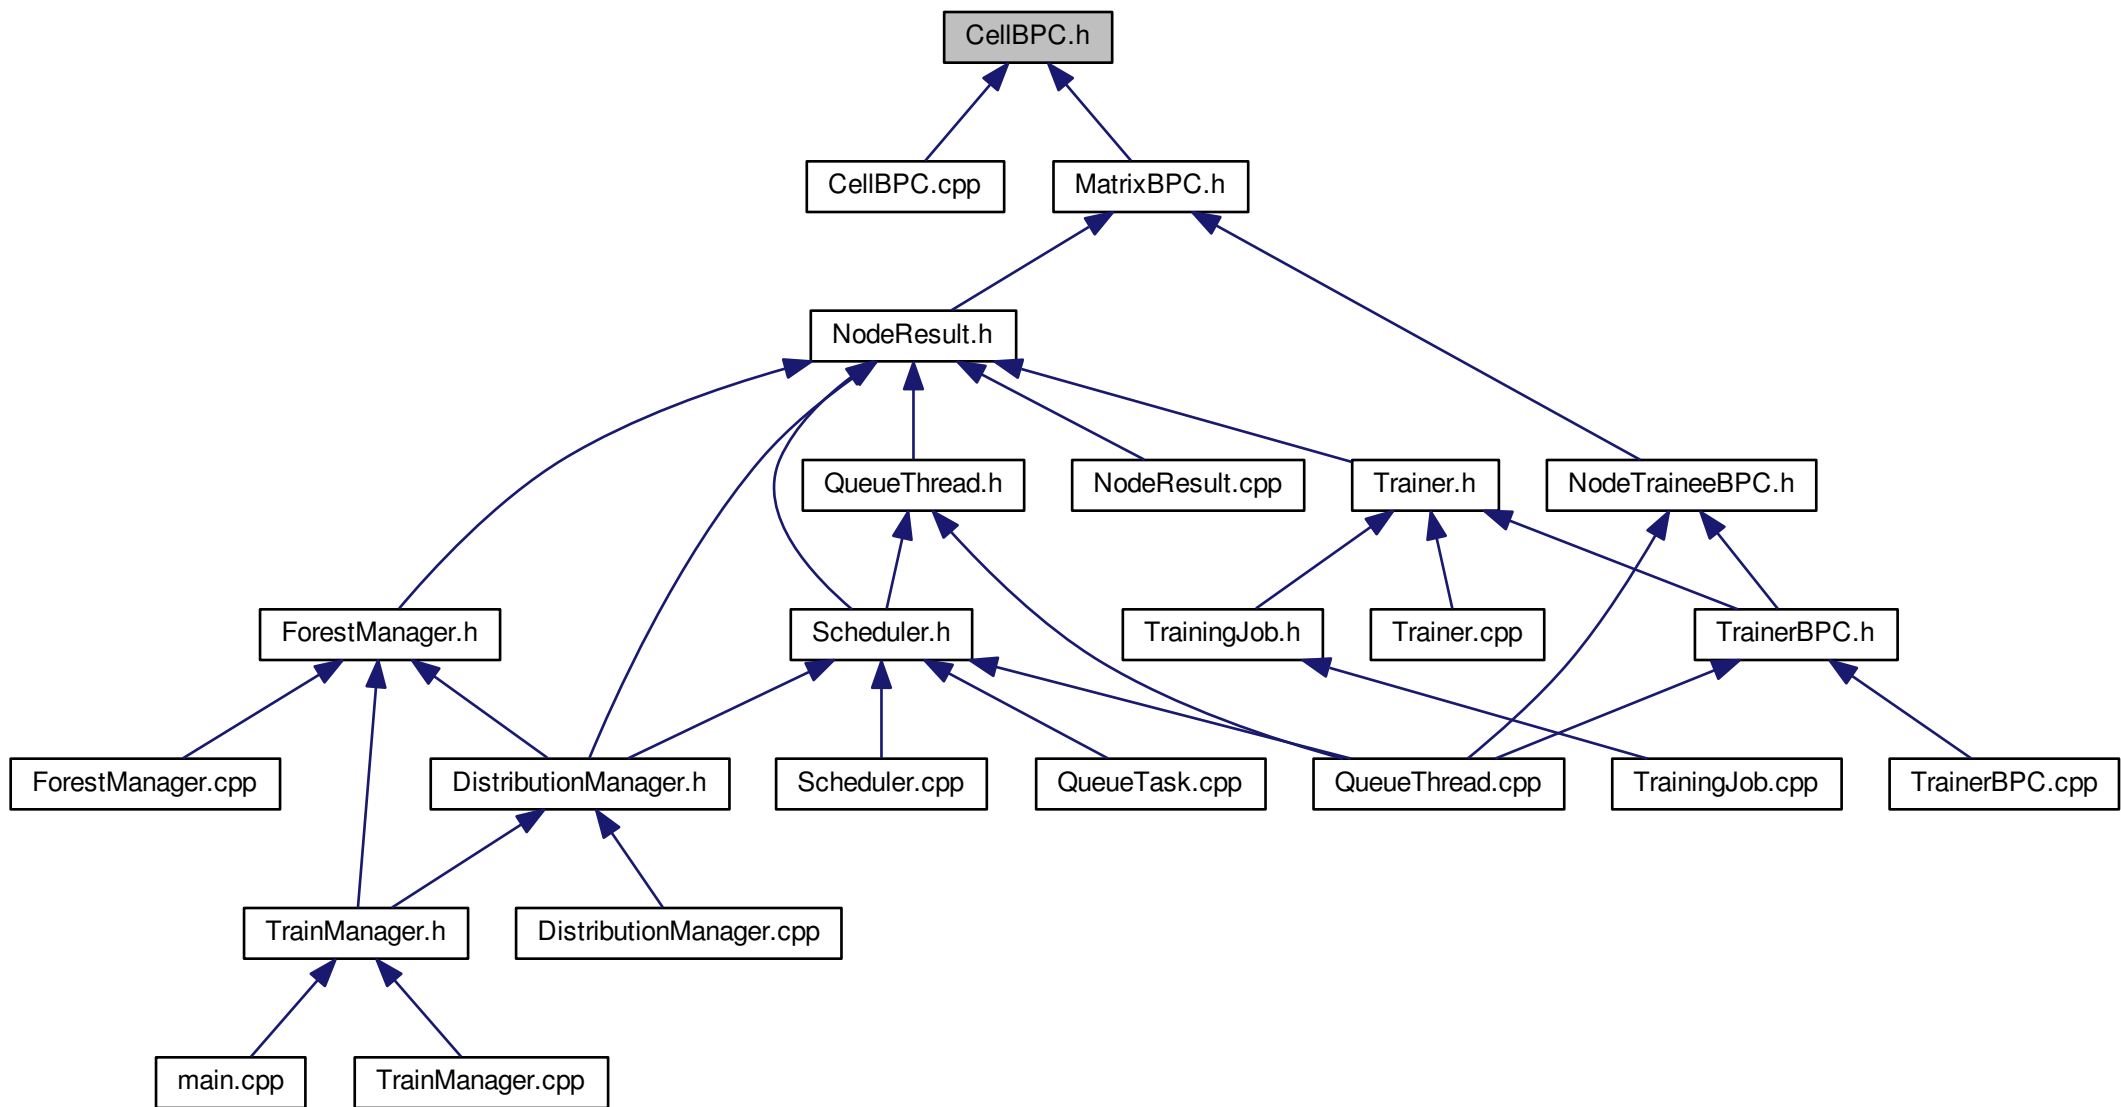 CellBPC.h
CellBPC.cpp
MatrixBPC.h
NodeResult.h
QueueThread.h
NodeResult.cpp
Trainer.h
NodeTraineeBPC.h
ForestManager.h
Scheduler.h
TrainingJob.h
Trainer.cpp
TrainerBPC.h
ForestManager.cpp
DistributionManager.h
Scheduler.cpp
QueueTask.cpp
QueueThread.cpp
TrainingJob.cpp
TrainerBPC.cpp
TrainManager.h
DistributionManager.cpp
main.cpp
TrainManager.cpp